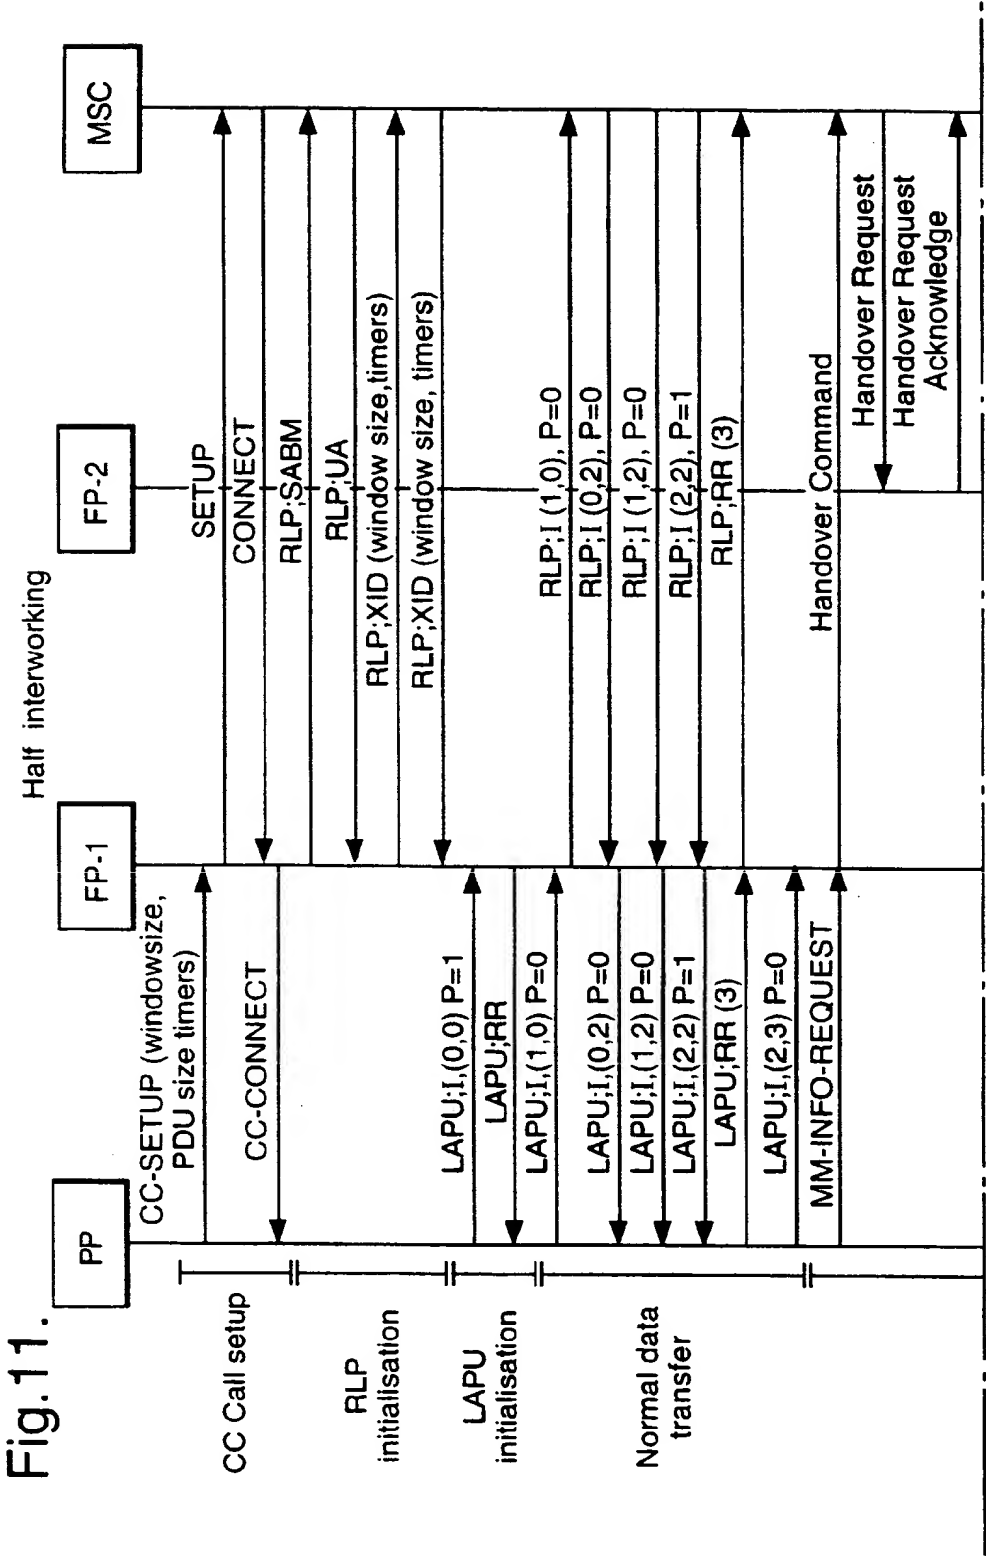 Fig.11.
Half interworking
PP
FP-1
FP-2
MSC
CC Call setup
CC-SETUP (windowsize,
PDU size timers)
SETUP
CONNECT
CC-CONNECT
RLP
initialisation
RLP;SABM
RLP;UA
RLP;XID (window size,timers)
RLP;XID (window size, timers)
LAPU
initialisation
LAPU;I,(0,0) P=1
LAPU;RR
LAPU;I,(1,0) P=0
Normal data
transfer
RLP;I (1,0), P=0
RLP;I (0,2), P=0
LAPU;I,(0,2) P=0
RLP;I (1,2), P=0
LAPU;I,(1,2) P=0
RLP;I (2,2), P=1
LAPU;I,(2,2) P=1
RLP;RR (3)
LAPU;RR (3)
LAPU;I,(2,3) P=0
MM-INFO-REQUEST
Handover Command
Handover Request
Handover Request
Acknowledge